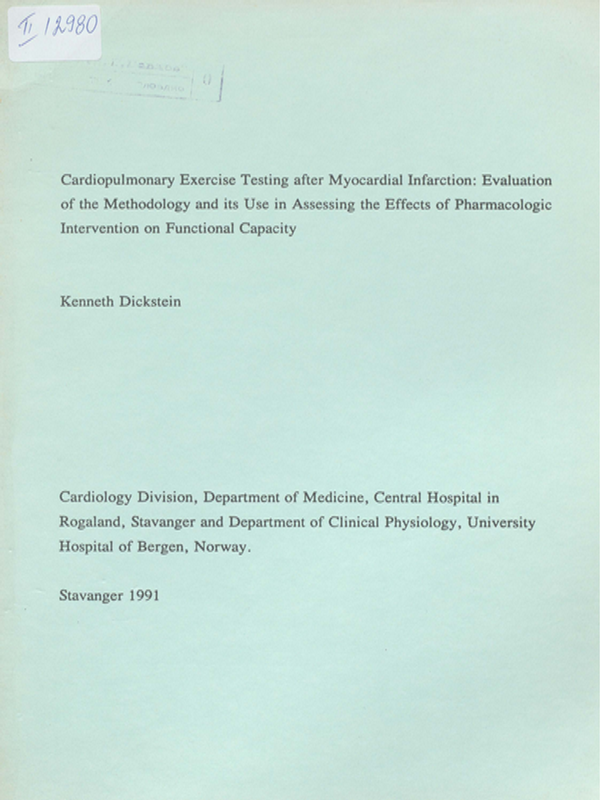 II 12980
Cardiopulmonary Exercise Testing after Myocardial Infarction: Evaluation
of the Methodology and its Use in Assessing the Effects of Pharmacologic
Intervention on Functional Capacity
Kenneth Dickstein
Cardiology Division, Department of Medicine, Central Hospital in
Rogaland, Stavanger and Department of Clinical Physiology, University
Hospital of Bergen, Norway.
Stavanger 1991